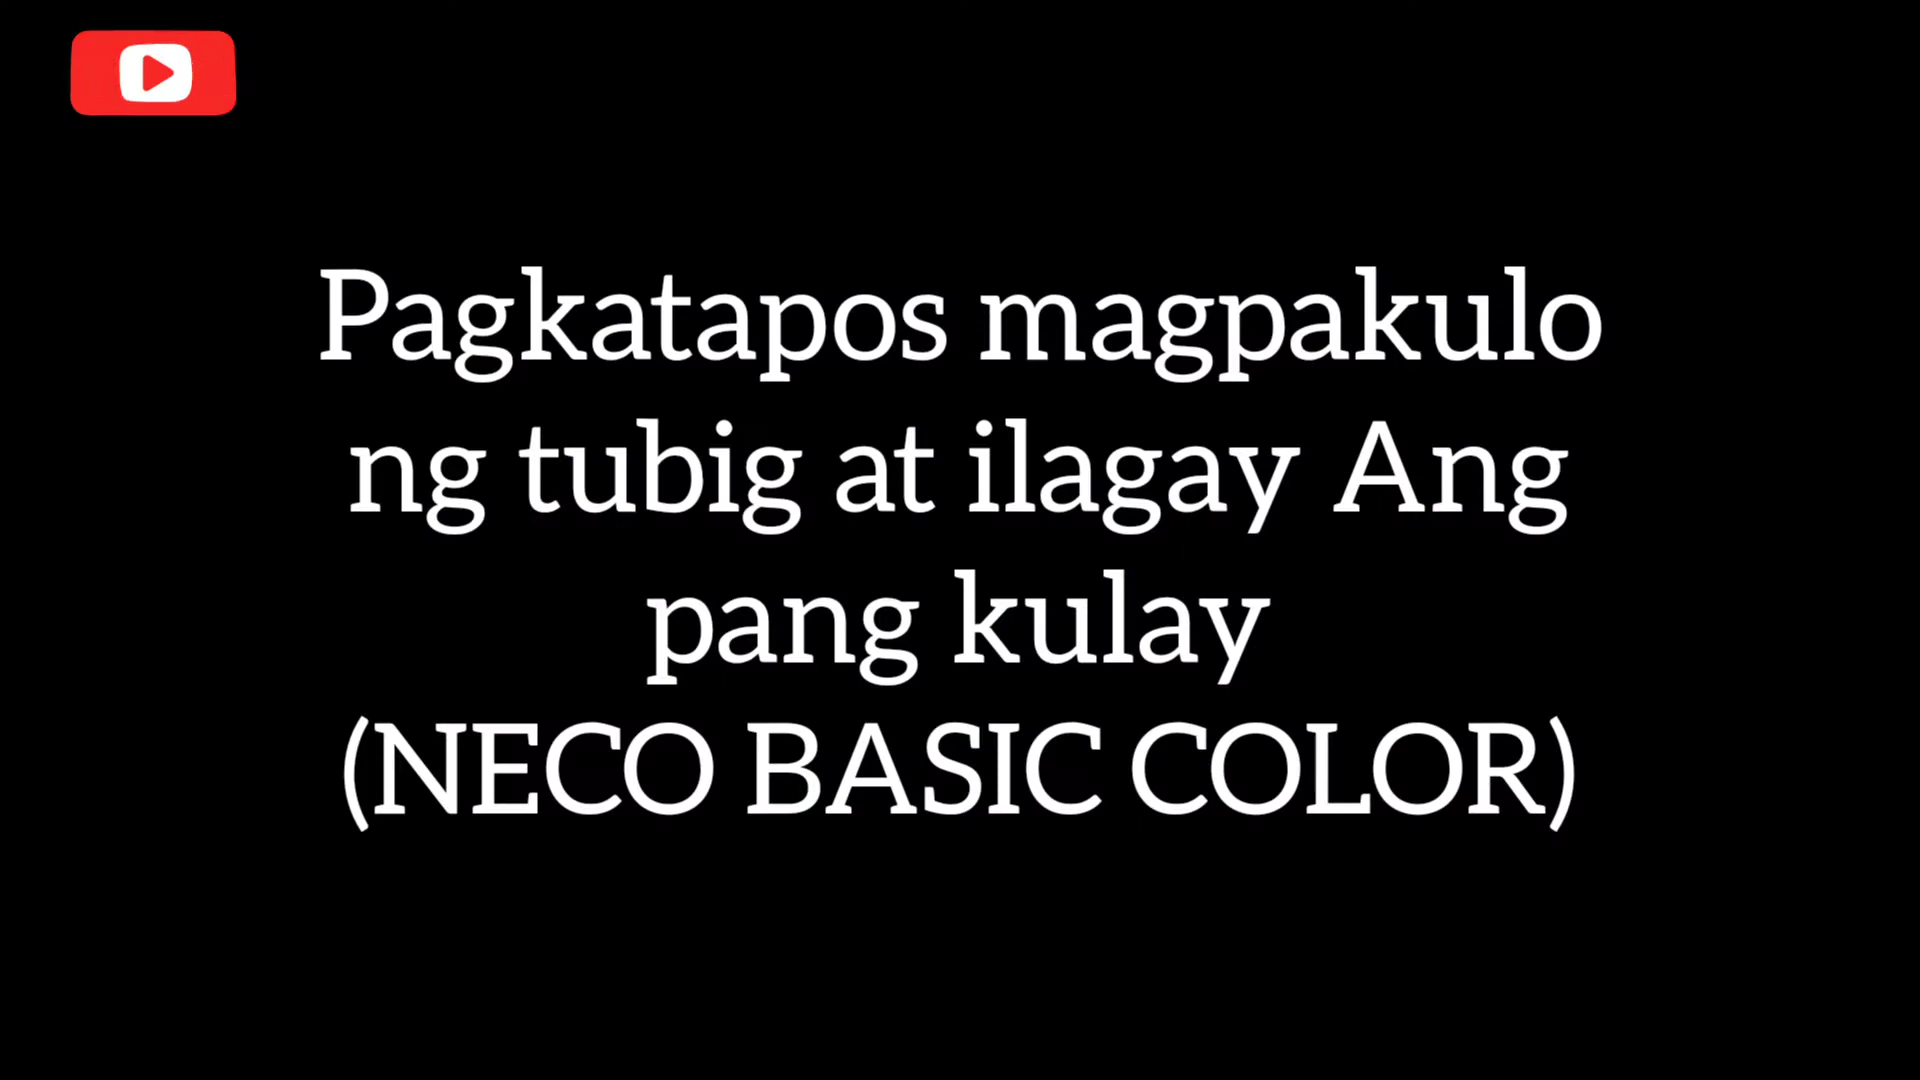 Pagkatapos magpakulo
ng tubig at ilagay Ang
pang kulay
(NECO BASIC COLOR)